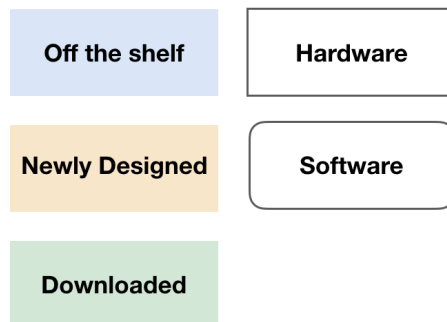 Off the shelf
Hardware
Newly Designed
Software
Downloaded